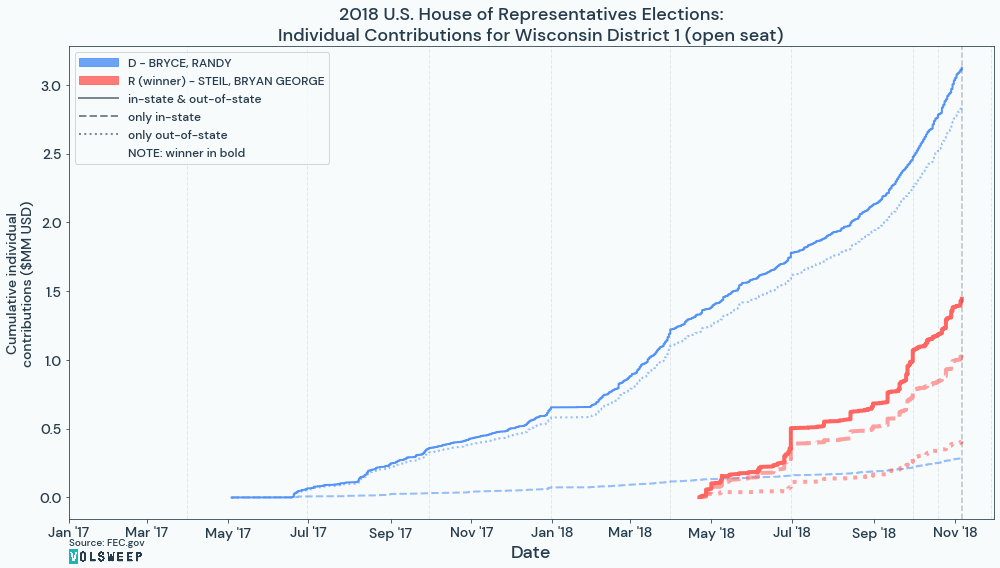 2018 U.S. House of Representatives Elections:
Individual Contributions for Wisconsin District 1 (open seat)
D - BRYCE, RANDY
R (winner) - STEIL, BRYAN GEORGE
in-state & out-of-state
only in-state
only out-of-state
NOTE: winner in bold
Cumulative individual
contributions ($MM USD)
3.0
2.5
2.0
1.5
1.0
0.5
0.0
Jan '17 Mar '17 May '17 Jul '17 Sep '17 Nov '17 Jan '18 Mar '18 May '18 Jul '18 Sep '18 Nov '18
Date
Source: FEC.gov
VOLSWEEP